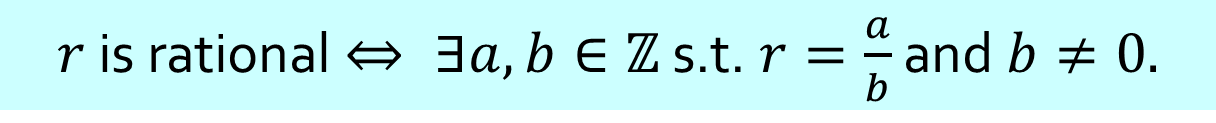 r is rational ⇔ ∃a, b ∈ ℤ s.t. r = a/b and b ≠ 0.